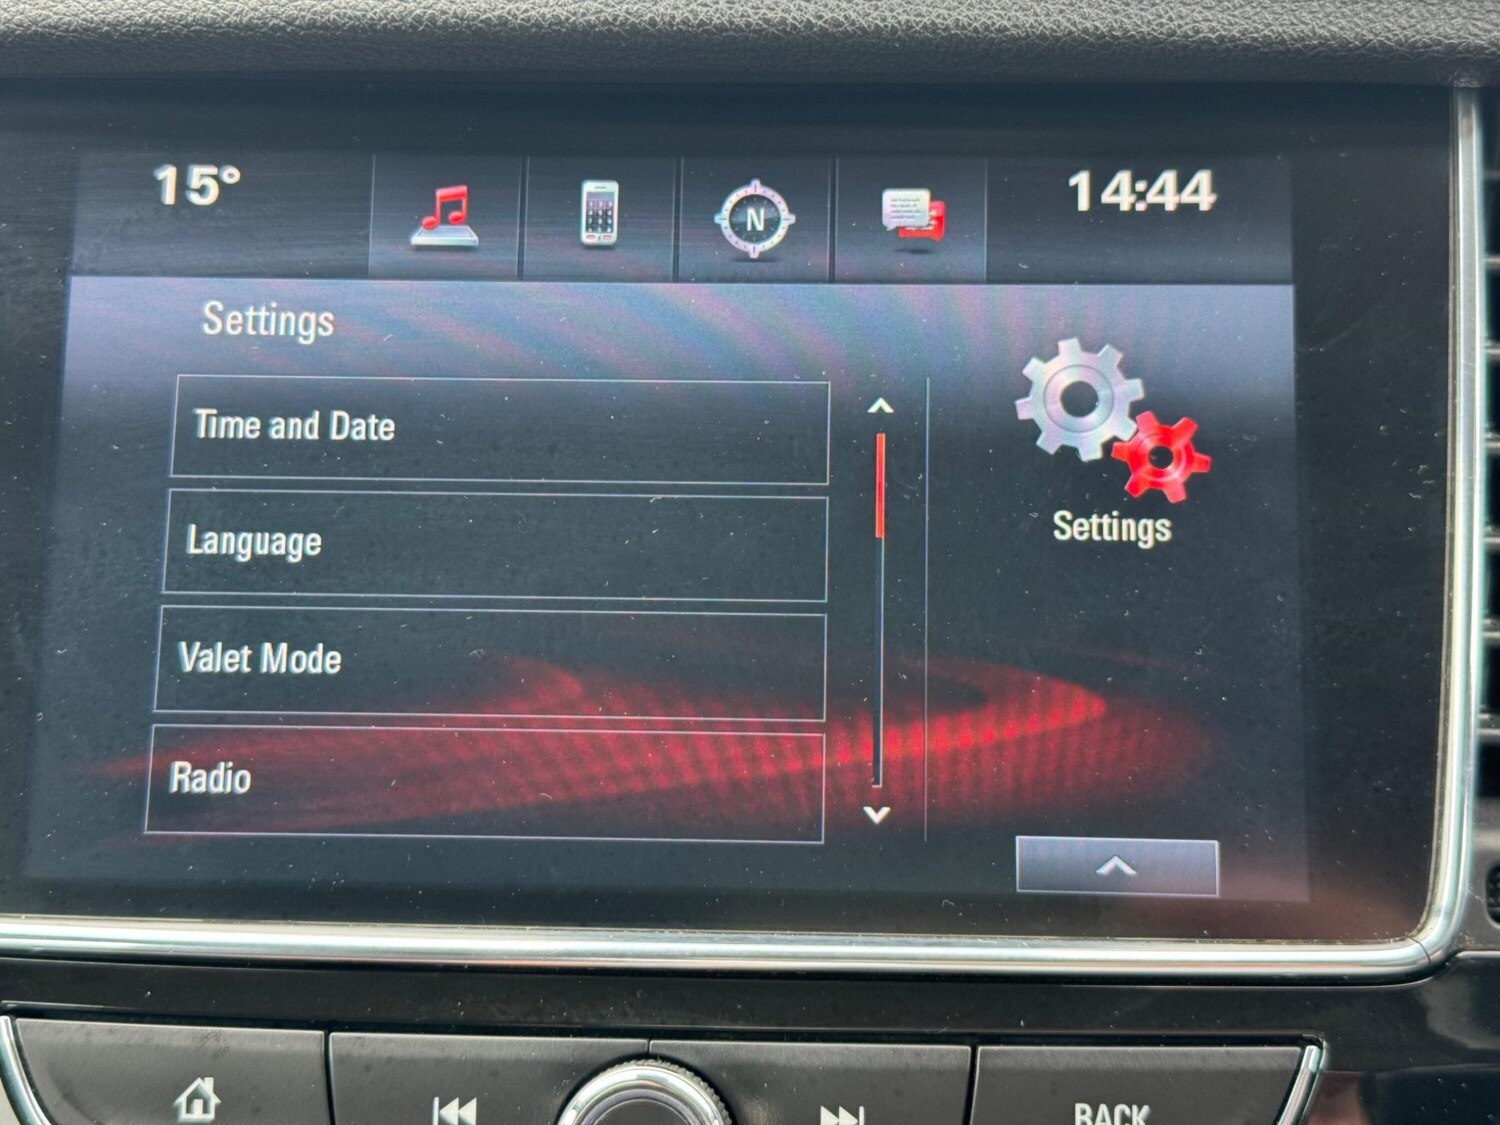 15°
N
14:44
Settings
Time and Date
Language
Valet Mode
Radio
Settings
BACK